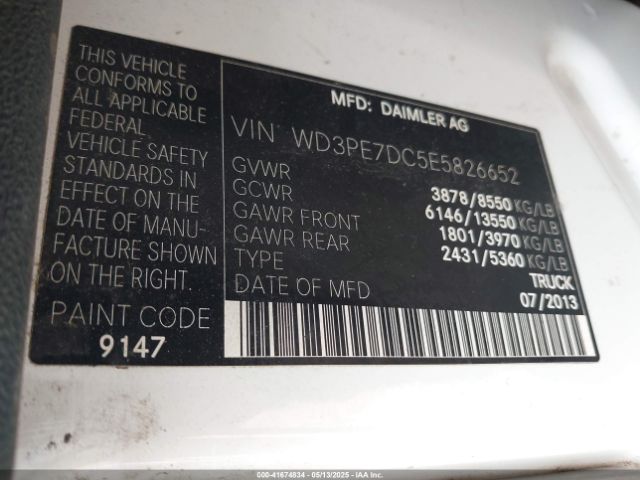 THIS VEHICLE
CONFORMS TO
ALL APPLICABLE
FEDERAL
VEHICLE SAFETY
STANDARDS IN
EFFECT ON THE
DATE OF MANU-
FACTURE SHOWN
ON THE RIGHT.
PAINT CODE
9147
MFD: DAIMLER AG
VIN WD3PE7DC5E5826652
GVWR 3878/8550 KG/LB
GCWR 6146/13550 KG/LB
GAWR FRONT 1801/3970 KG/LB
GAWR REAR 2431/5360 KG/LB
TYPE TRUCK
DATE OF MFD 07/2013
000-41674834 - 05/13/2025 - IAA Inc.